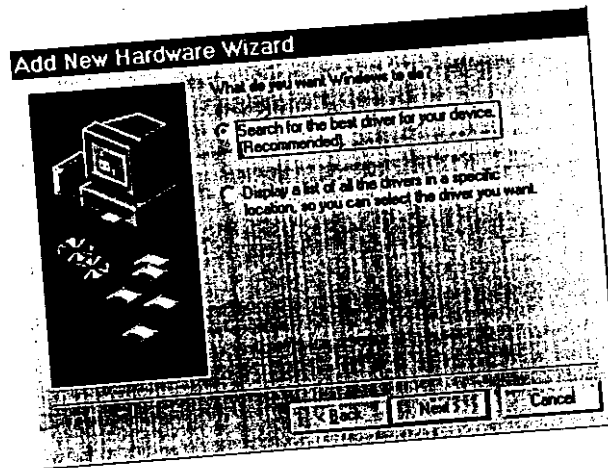 Add New Hardware Wizard
What do you want Windows to do?
Search for the best driver for your device.
(Recommended).
Display a list of all the drivers in a specific
location, so you can select the driver you want.
< Back
Next >
Cancel